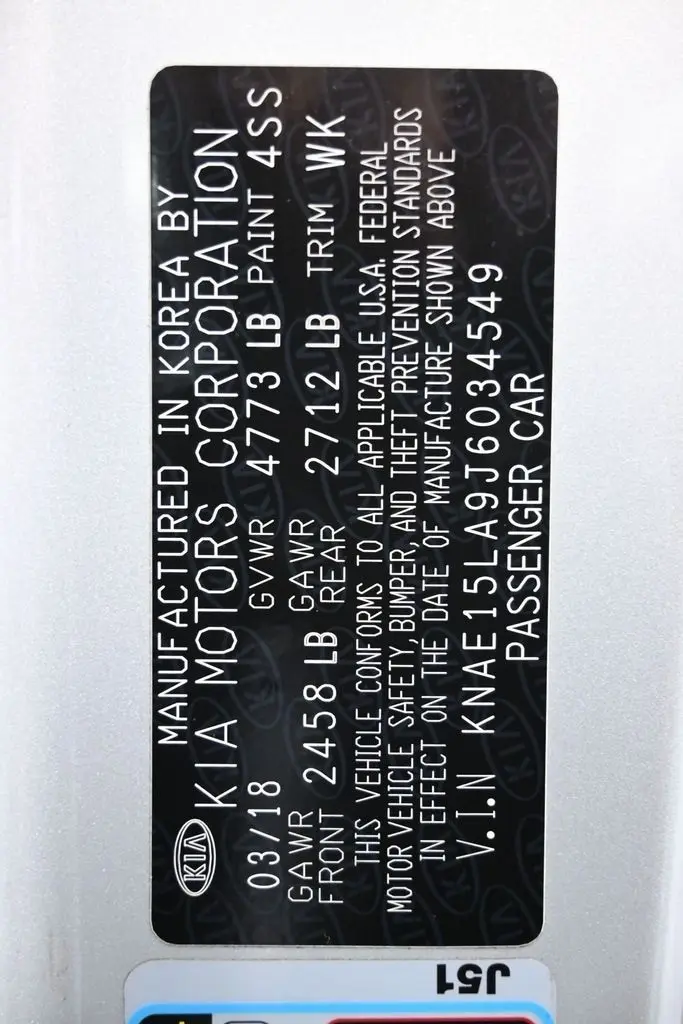 KIA
MANUFACTURED IN KOREA BY
KIA MOTORS CORPORATION
03/18 GVWR 4773 LB PAINT 4SS
GAWR FRONT 2458 LB GAWR REAR 2712 LB TRIM WK
THIS VEHICLE CONFORMS TO ALL APPLICABLE U.S.A. FEDERAL
MOTOR VEHICLE SAFETY, BUMPER, AND THEFT PREVENTION STANDARDS
IN EFFECT ON THE DATE OF MANUFACTURE SHOWN ABOVE
V.I.N KNAE15LA9J6034549
PASSENGER CAR
J51